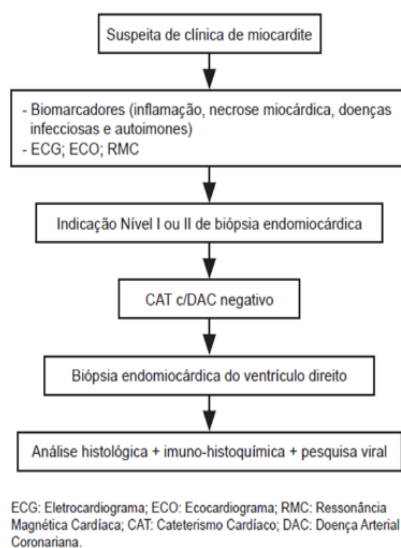 Suspeita de clínica de miocardite
- Biomarcadores (inflamação, necrose miocárdica, doenças
infecciosas e autoimones)
- ECG; ECO; RMC
Indicação Nível I ou II de biópsia endomiocárdica
CAT c/DAC negativo
Biópsia endomiocárdica do ventrículo direito
Análise histológica + imuno-histoquímica + pesquisa viral
ECG: Eletrocardiograma; ECO: Ecocardiograma; RMC: Ressonância
Magnética Cardíaca; CAT: Cateterismo Cardíaco; DAC: Doença Arterial
Coronariana.